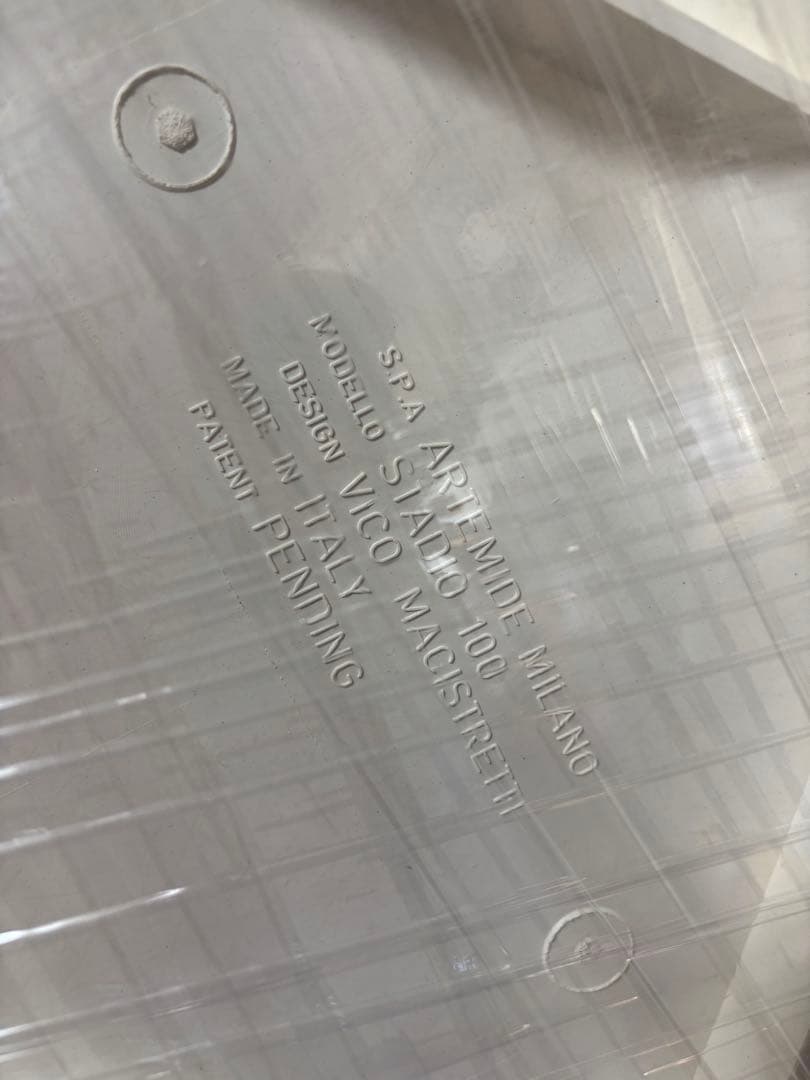 S.P.A ARTEMIDE MILANO
MODELLO STADIO 100
DESIGN VICO MAGISTRETTI
MADE IN ITALY
PATENT PENDING